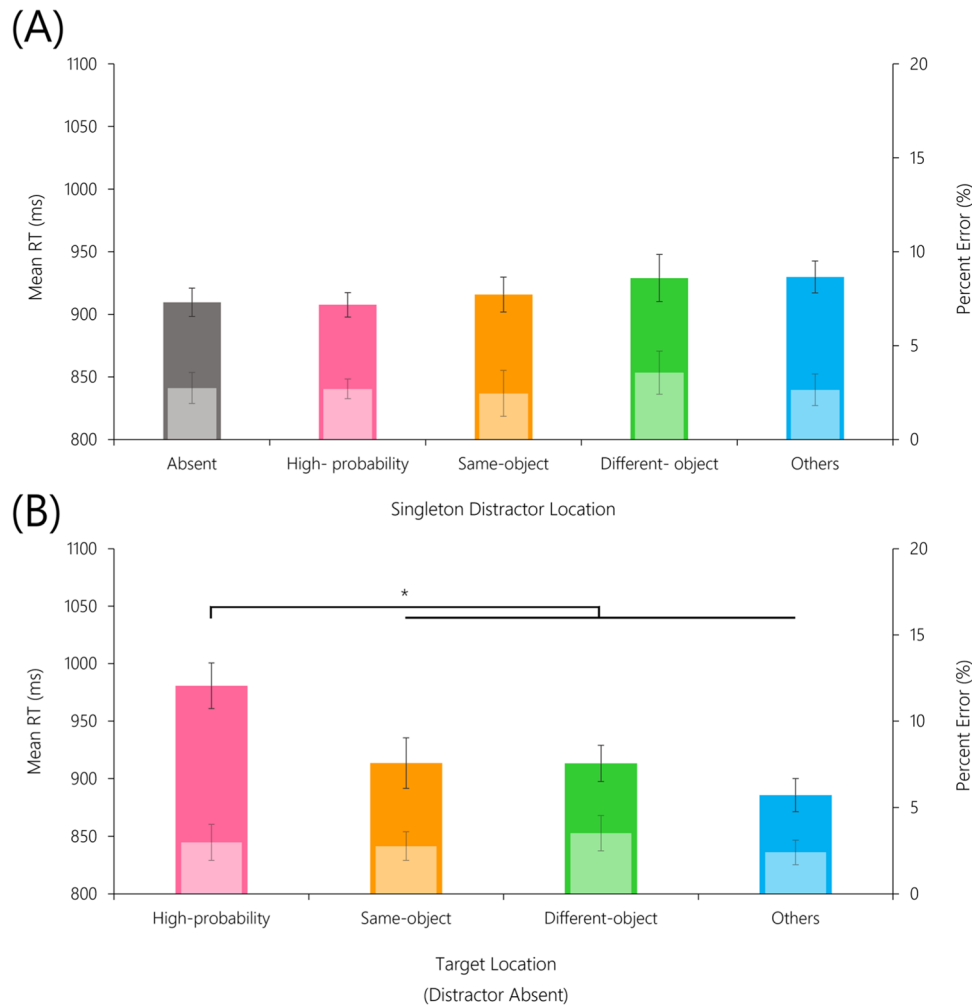 (A)
1100
1050
1000
950
900
850
800
Mean RT (ms)
20
15
10
5
0
Percent Error (%)
Absent High- probability Same-object Different- object Others
Singleton Distractor Location
(B)
1100
1050
1000
950
900
850
800
Mean RT (ms)
*
20
15
10
5
0
Percent Error (%)
High-probability Same-object Different-object Others
Target Location
(Distractor Absent)